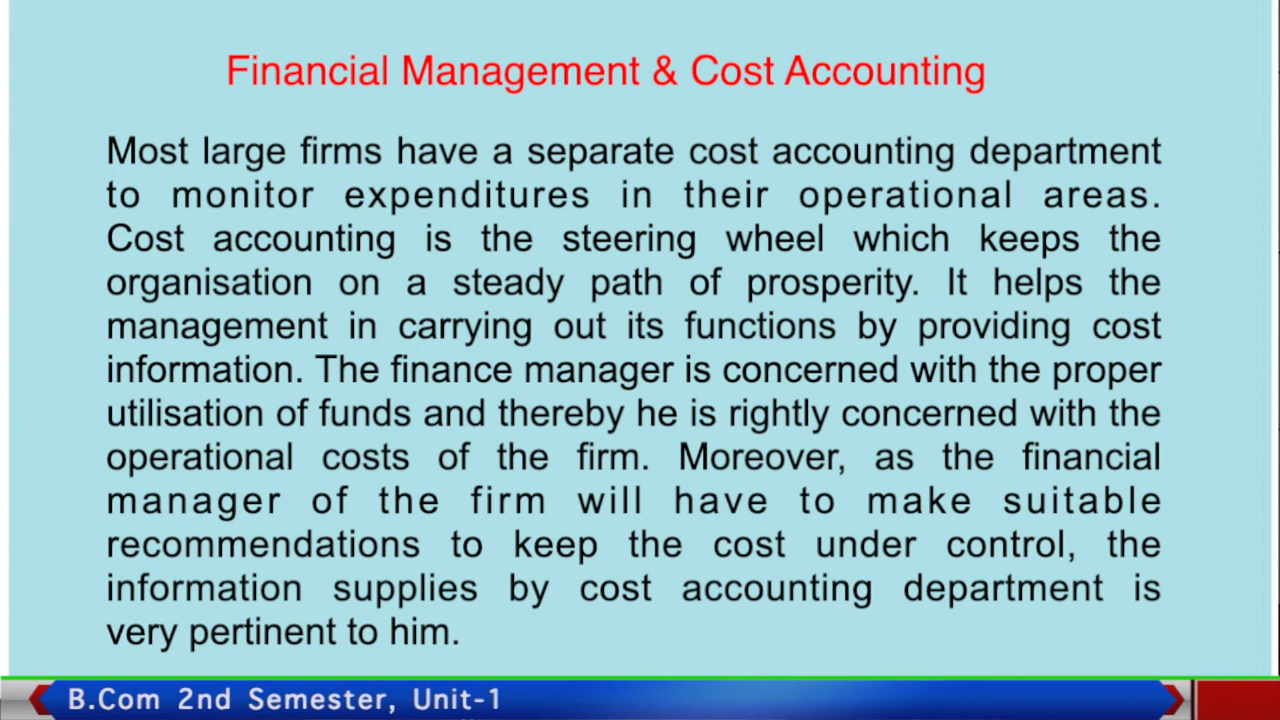 Financial Management & Cost Accounting
Most large firms have a separate cost accounting department
to monitor expenditures in their operational areas.
Cost accounting is the steering wheel which keeps the
organisation on a steady path of prosperity. It helps the
management in carrying out its functions by providing cost
information. The finance manager is concerned with the proper
utilisation of funds and thereby he is rightly concerned with the
operational costs of the firm. Moreover, as the financial
manager of the firm will have to make suitable
recommendations to keep the cost under control, the
information supplies by cost accounting department is
very pertinent to him.
B.Com 2nd Semester, Unit-1